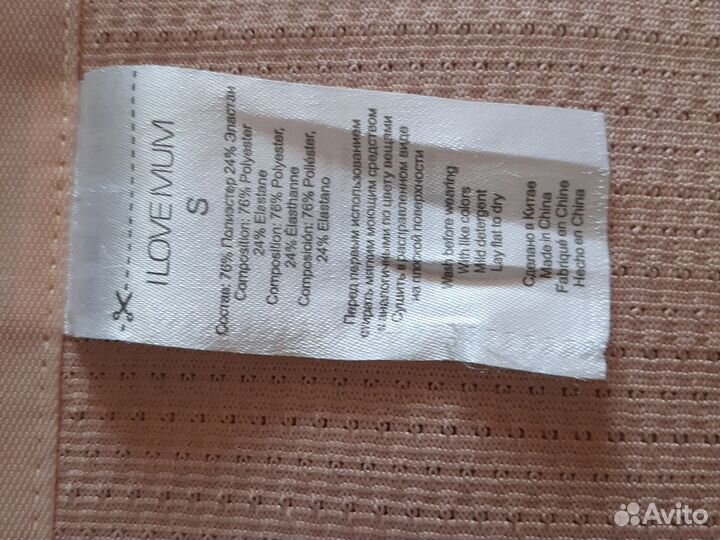 I LOVE MUM
S
Состав: 76% Полиэстер 24% Эластан
Composition: 76% Polyester
24% Elastane
Composition: 76% Polyester,
24% Elasthanne
Composición: 76% Poliéster,
24% Elastano
Перед первым использованием
стирать мягким моющим средством
с аналогичными по цвету вещами
Сушить в расправленном виде
на плоской поверхности
Wash before wearing
With like colors
Mild detergent
Lay flat to dry
Сделано в Китае
Made in China
Fabriqué en Chine
Hecho en China
Avito